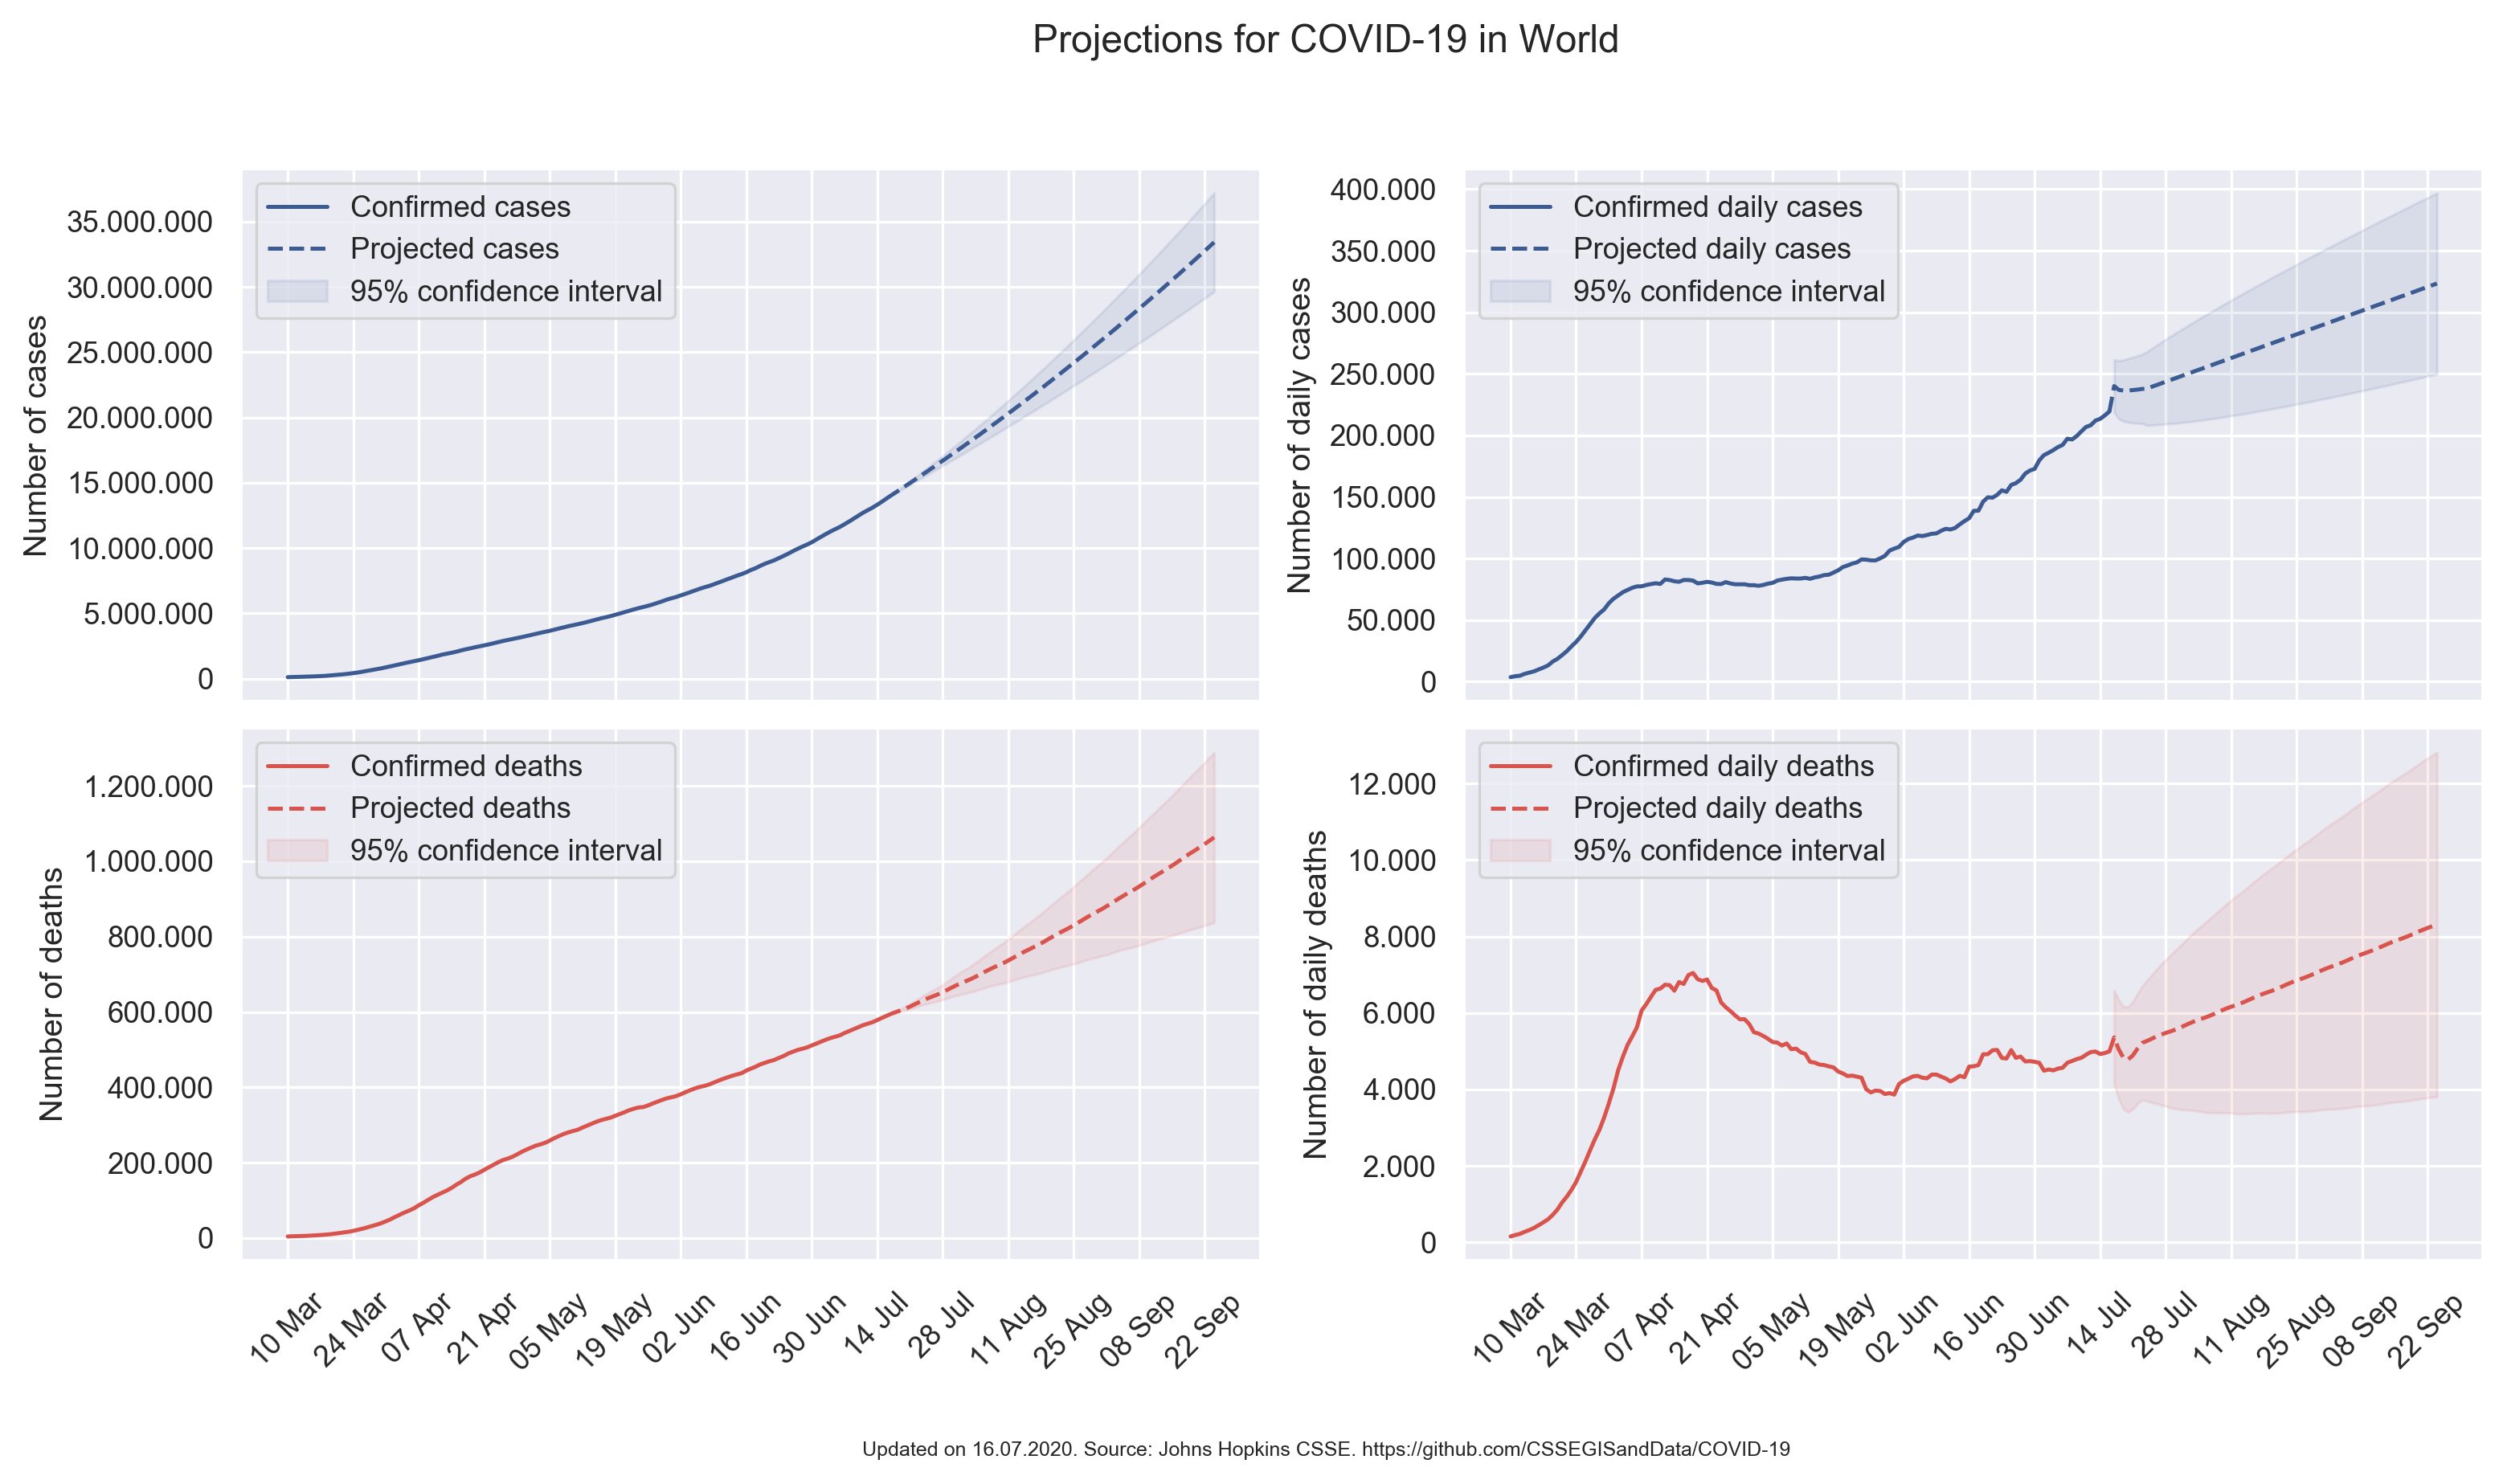 Projections for COVID-19 in World
Number of cases
35.000.000
30.000.000
25.000.000
20.000.000
15.000.000
10.000.000
5.000.000
0
Confirmed cases
Projected cases
95% confidence interval
Number of daily cases
400.000
350.000
300.000
250.000
200.000
150.000
100.000
50.000
0
Confirmed daily cases
Projected daily cases
95% confidence interval
Number of deaths
1.200.000
1.000.000
800.000
600.000
400.000
200.000
0
Confirmed deaths
Projected deaths
95% confidence interval
10 Mar
24 Mar
07 Apr
21 Apr
05 May
19 May
02 Jun
16 Jun
30 Jun
14 Jul
28 Jul
11 Aug
25 Aug
08 Sep
22 Sep
Number of daily deaths
12.000
10.000
8.000
6.000
4.000
2.000
0
Confirmed daily deaths
Projected daily deaths
95% confidence interval
10 Mar
24 Mar
07 Apr
21 Apr
05 May
19 May
02 Jun
16 Jun
30 Jun
14 Jul
28 Jul
11 Aug
25 Aug
08 Sep
22 Sep
Updated on 16.07.2020. Source: Johns Hopkins CSSE. https://github.com/CSSEGISandData/COVID-19